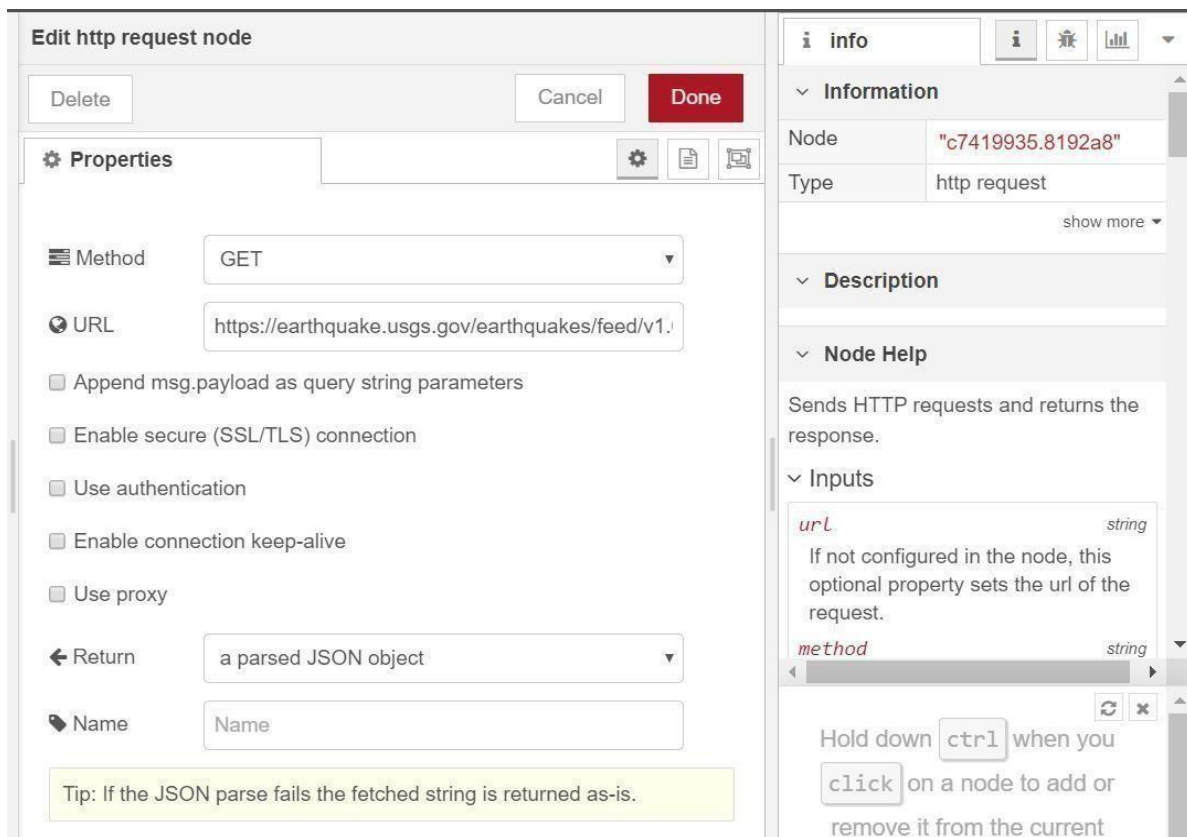 Edit http request node
Delete
Cancel
Done
Properties
Method
GET
URL
https://earthquake.usgs.gov/earthquakes/feed/v1.
Append msg.payload as query string parameters
Enable secure (SSL/TLS) connection
Use authentication
Enable connection keep-alive
Use proxy
Return
a parsed JSON object
Name
Name
Tip: If the JSON parse fails the fetched string is returned as-is.
info
Information
Node
"c7419935.8192a8"
Type
http request
show more
Description
Node Help
Sends HTTP requests and returns the
response.
Inputs
url
string
If not configured in the node, this
optional property sets the url of the
request.
method
string
Hold down ctrl when you
click on a node to add or
remove it from the current